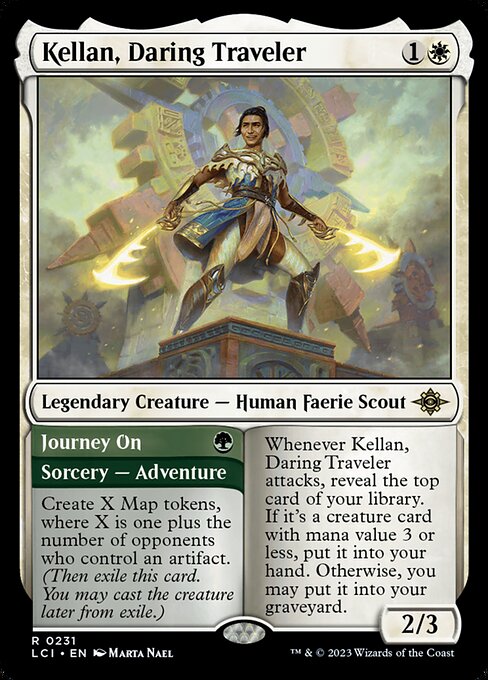 Kellan, Daring Traveler 1
Legendary Creature — Human Faerie Scout
Journey On
Sorcery — Adventure
Create X Map tokens,
where X is one plus the
number of opponents
who control an artifact.
(Then exile this card.
You may cast the creature
later from exile.)
Whenever Kellan,
Daring Traveler
attacks, reveal the top
card of your library.
If it's a creature card
with mana value 3 or
less, put it into your
hand. Otherwise, you
may put it into your
graveyard.
2/3
R 0231
LCI • EN Marta Nael
™ & © 2023 Wizards of the Coast